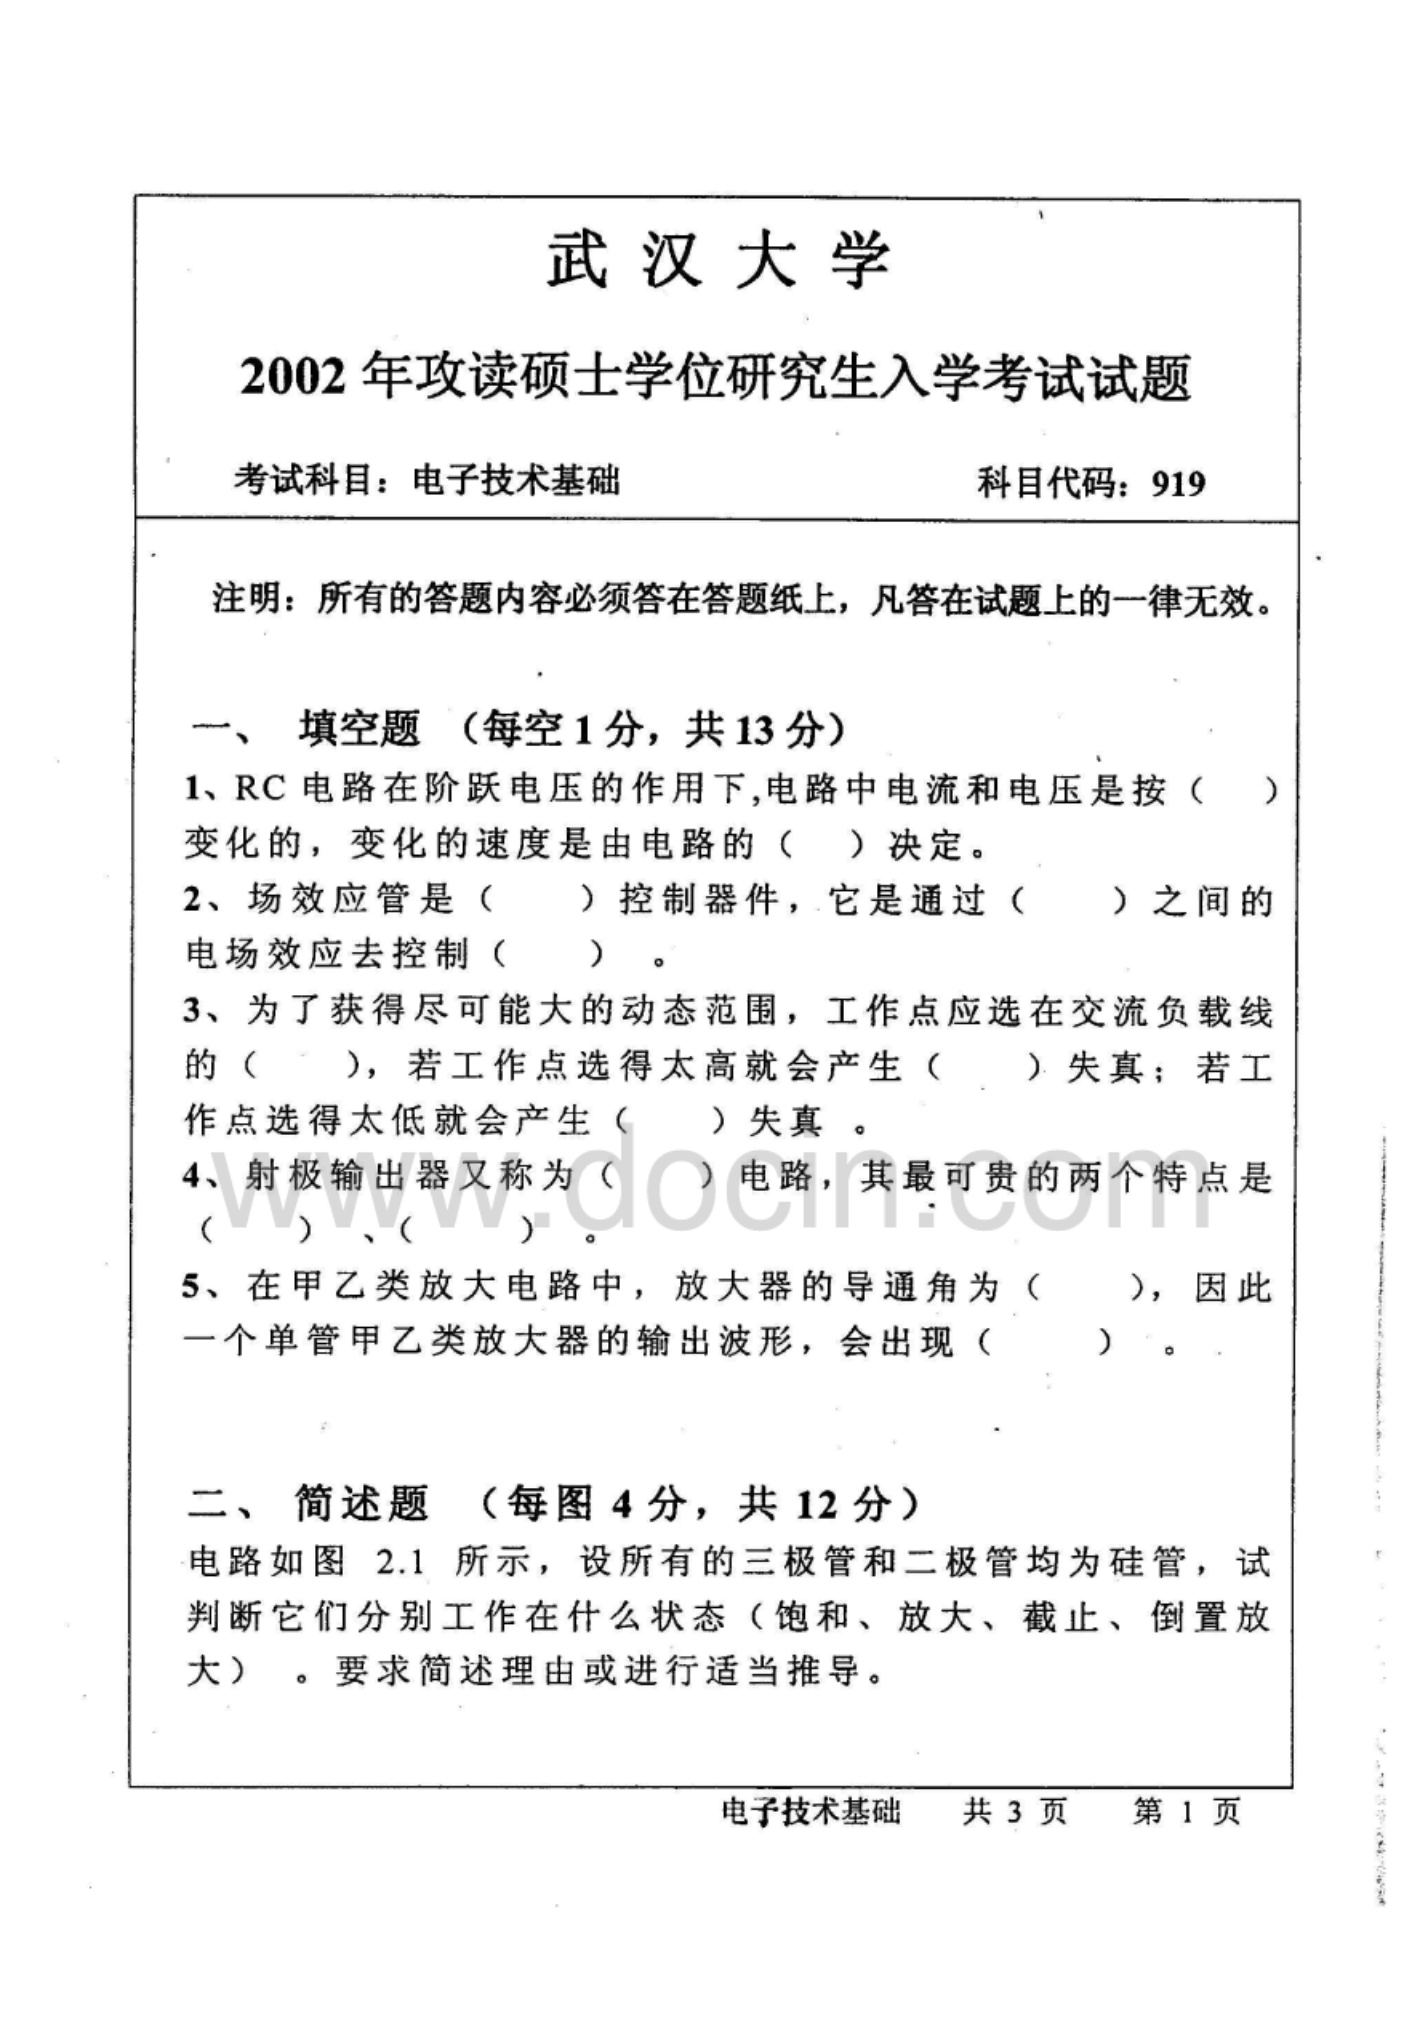 武汉大学
2002 年攻读硕士学位研究生入学考试试题
考试科目：电子技术基础 科目代码：919
注明：所有的答题内容必须答在答题纸上，凡答在试题上的一律无效。
一、 填空题 （每空 1 分，共 13 分）
1、RC 电路在阶跃电压的作用下,电路中电流和电压是按（ ）
变化的，变化的速度是由电路的（ ）决定。
2、场效应管是（ ）控制器件，它是通过（ ）之间的
电场效应去控制（ ） 。
3、为了获得尽可能大的动态范围，工作点应选在交流负载线
的（ ），若工作点选得太高就会产生（ ）失真；若工
作点选得太低就会产生（ ）失真 。
4、射极输出器又称为（ ）电路，其最可贵的两个特点是
（ ）、（ ） 。
5、在甲乙类放大电路中，放大器的导通角为（ ），因此
一个单管甲乙类放大器的输出波形，会出现（ ） 。
二、 简述题 （每图 4 分，共 12 分）
电路如图 2.1 所示，设所有的三极管和二极管均为硅管，试
判断它们分别工作在什么状态（饱和、放大、截止、倒置放
大） 。要求简述理由或进行适当推导。
电子技术基础 共 3 页 第 1 页
www.docin.com